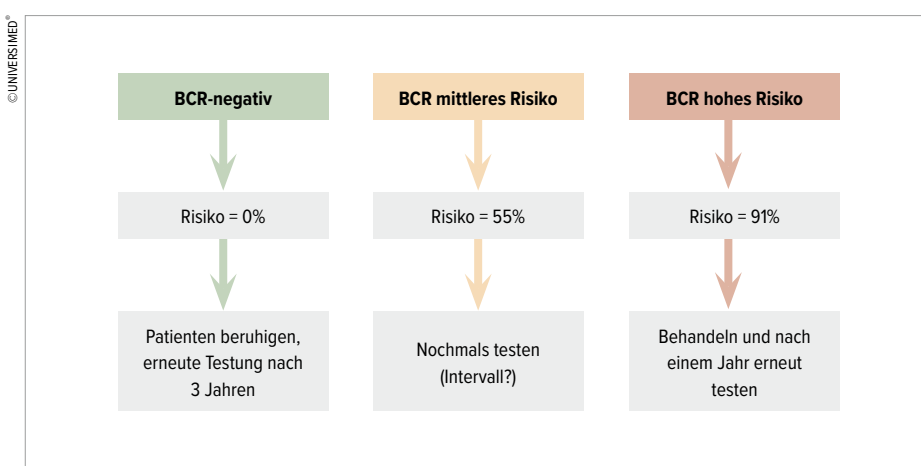 ©UNIVERSIMED®
BCR-negativ
BCR mittleres Risiko
BCR hohes Risiko
Risiko = 0%
Risiko = 55%
Risiko = 91%
Patienten beruhigen,
erneute Testung nach
3 Jahren
Nochmals testen
(Intervall?)
Behandeln und nach
einem Jahr erneut
testen